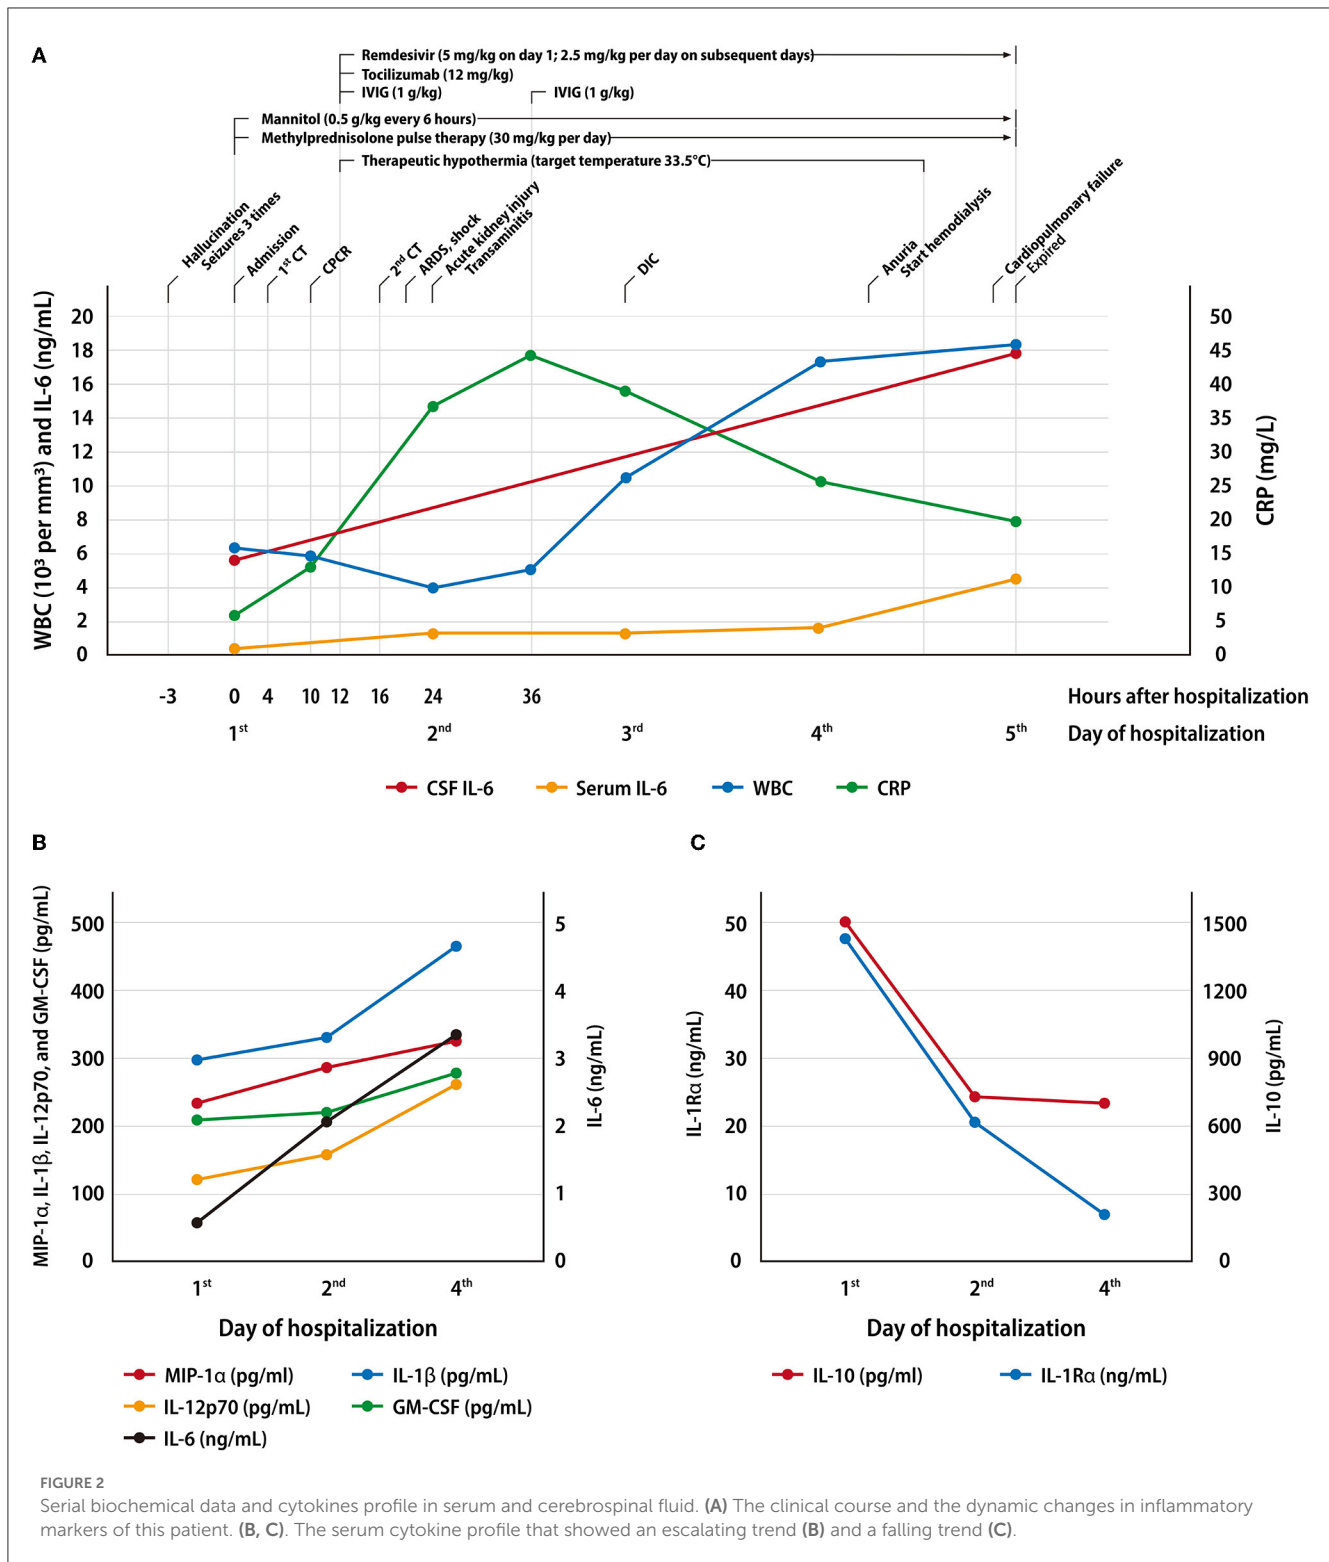 A
Remdesivir (5 mg/kg on day 1; 2.5 mg/kg per day on subsequent days)
Tocilizumab (12 mg/kg)
IVIG (1 g/kg)
IVIG (1 g/kg)
Mannitol (0.5 g/kg every 6 hours)
Methylprednisolone pulse therapy (30 mg/kg per day)
Therapeutic hypothermia (target temperature 33.5°C)
Hallucination
Seizures 3 times
Admission
1st CT
CPCR
2nd CT
ARDS, shock
Acute kidney injury
Transaminitis
DIC
Anuria
Start hemodialysis
Cardiopulmonary failure
Expired
WBC (10³ per mm³) and IL-6 (ng/mL)
20
18
16
14
12
10
8
6
4
2
0
50
45
40
35
30
25
20
15
10
5
0
CRP (mg/L)
-3 0 4 10 12 16 24 36 Hours after hospitalization
1st 2nd 3rd 4th 5th Day of hospitalization
CSF IL-6 Serum IL-6 WBC CRP
B
MIP-1α, IL-1β, IL-12p70, and GM-CSF (pg/mL)
500
400
300
200
100
0
5
4
3
2
1
0
IL-6 (ng/mL)
1st 2nd 4th
Day of hospitalization
MIP-1α (pg/ml) IL-1β (pg/mL)
IL-12p70 (pg/mL) GM-CSF (pg/mL)
IL-6 (ng/mL)
C
IL-1Rα (ng/mL)
50
40
30
20
10
0
1500
1200
900
600
300
0
IL-10 (pg/mL)
1st 2nd 4th
Day of hospitalization
IL-10 (pg/ml) IL-1Rα (ng/mL)
FIGURE 2
Serial biochemical data and cytokines profile in serum and cerebrospinal fluid. (A) The clinical course and the dynamic changes in inflammatory
markers of this patient. (B, C). The serum cytokine profile that showed an escalating trend (B) and a falling trend (C).